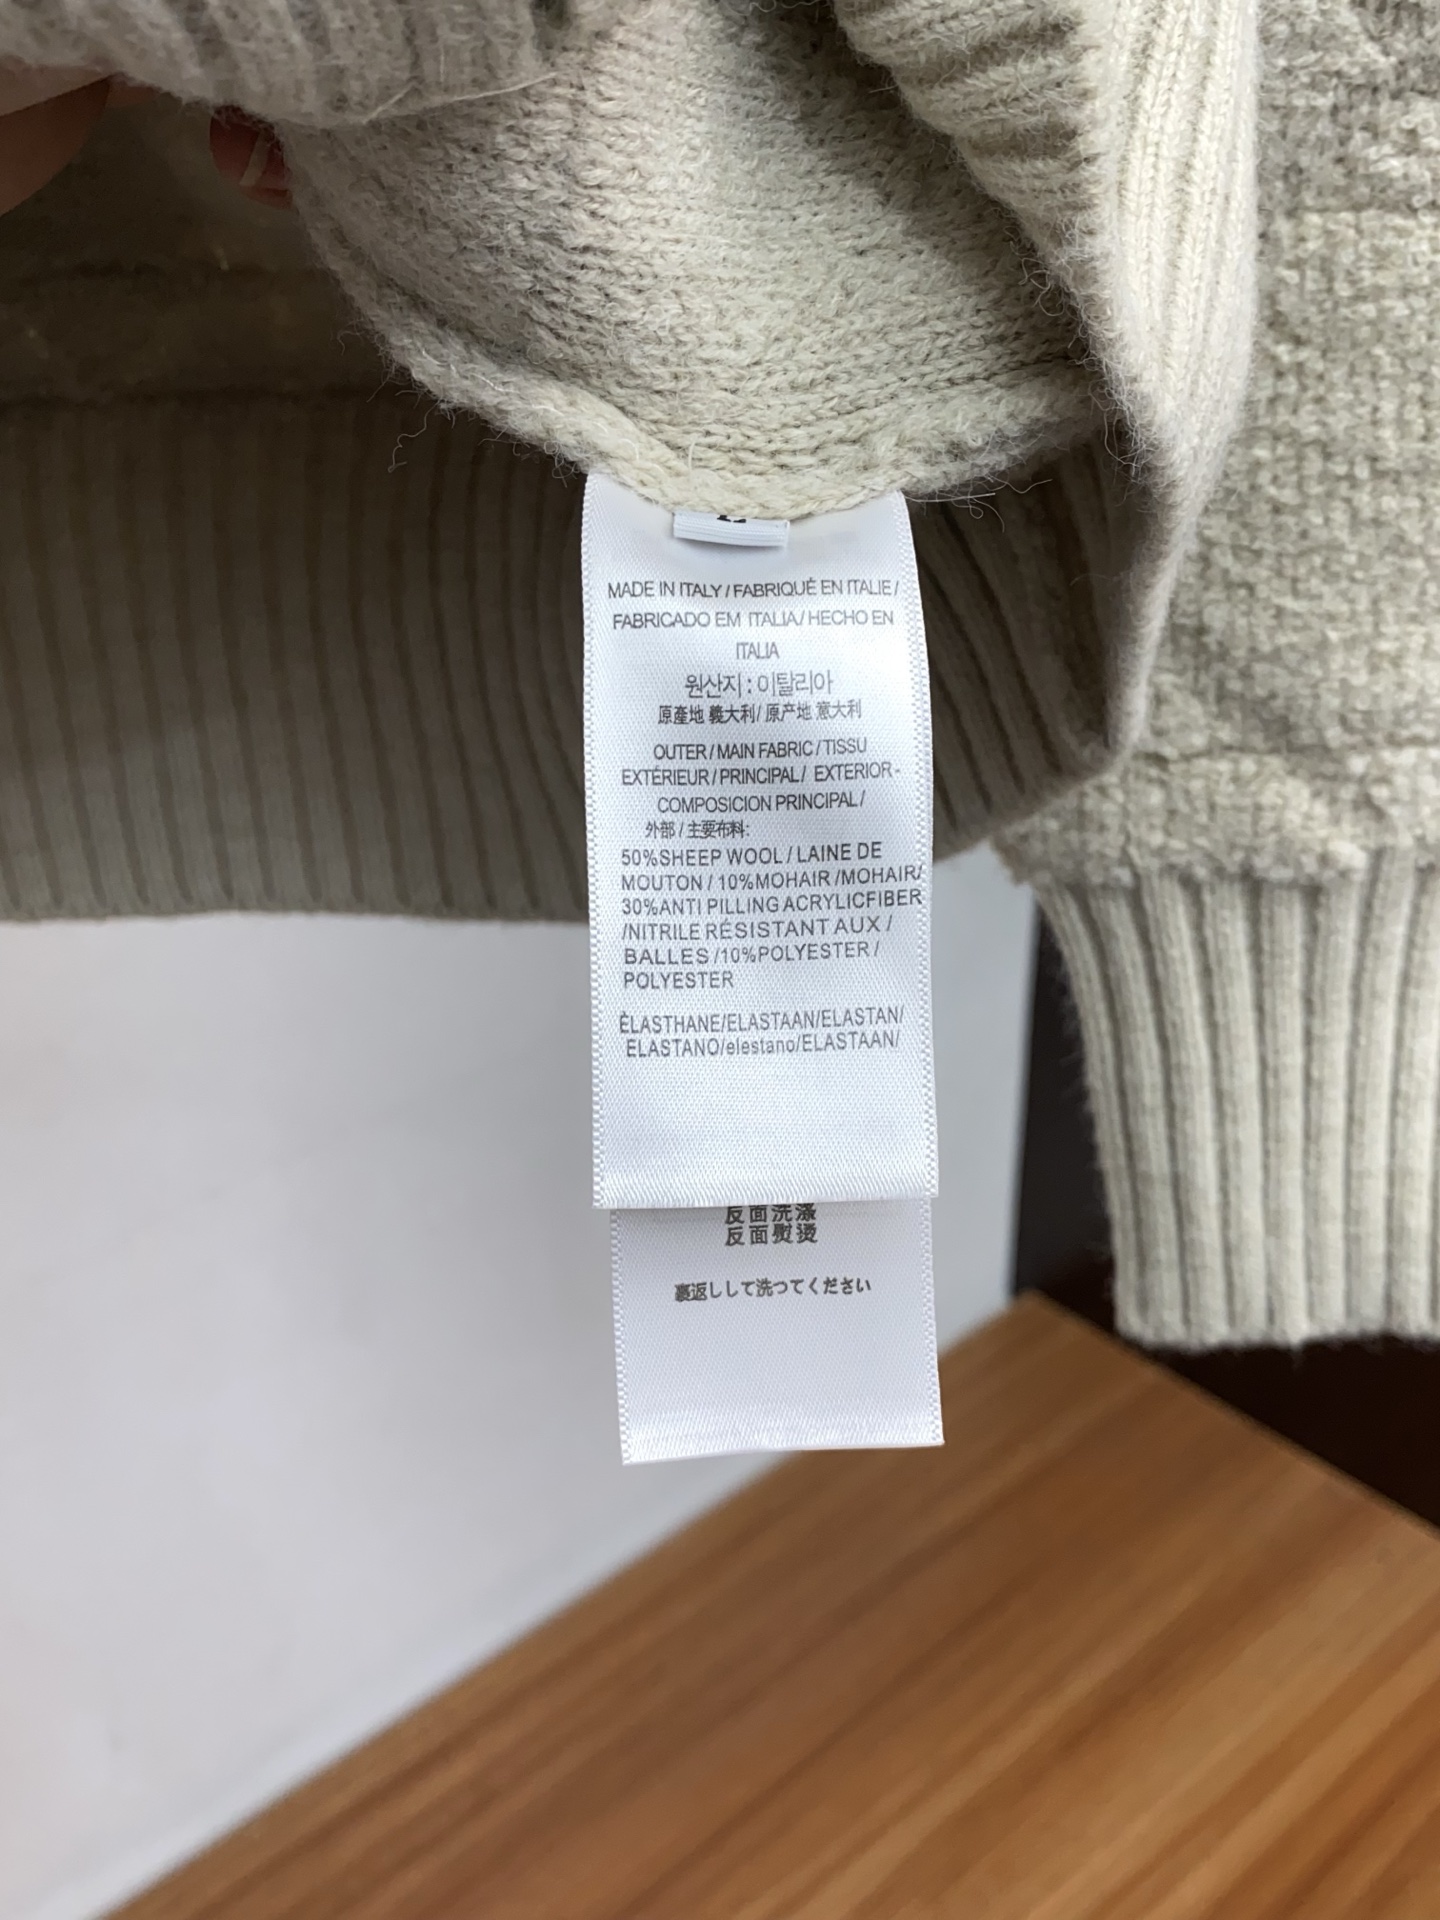 MADE IN ITALY / FABRIQUÉ EN ITALIE /
FABRICADO EM ITALIA/ HECHO EN
ITALIA
원산지 : 이탈리아
原產地 義大利/ 原产地 意大利
OUTER / MAIN FABRIC / TISSU
EXTÉRIEUR / PRINCIPAL / EXTERIOR-
COMPOSICION PRINCIPAL /
外部 / 主要布料:
50%SHEEP WOOL / LAINE DE
MOUTON / 10%MOHAIR /MOHAIR/
30%ANTI PILLING ACRYLICFIBER
/NITRILE RÉSISTANT AUX /
BALLES /10%POLYESTER /
POLYESTER
ÈLASTHANE/ELASTAAN/ELASTAN/
ELASTANO/elestano/ELASTAAN/
反面洗涤
反面熨烫
裏返しして洗つてください